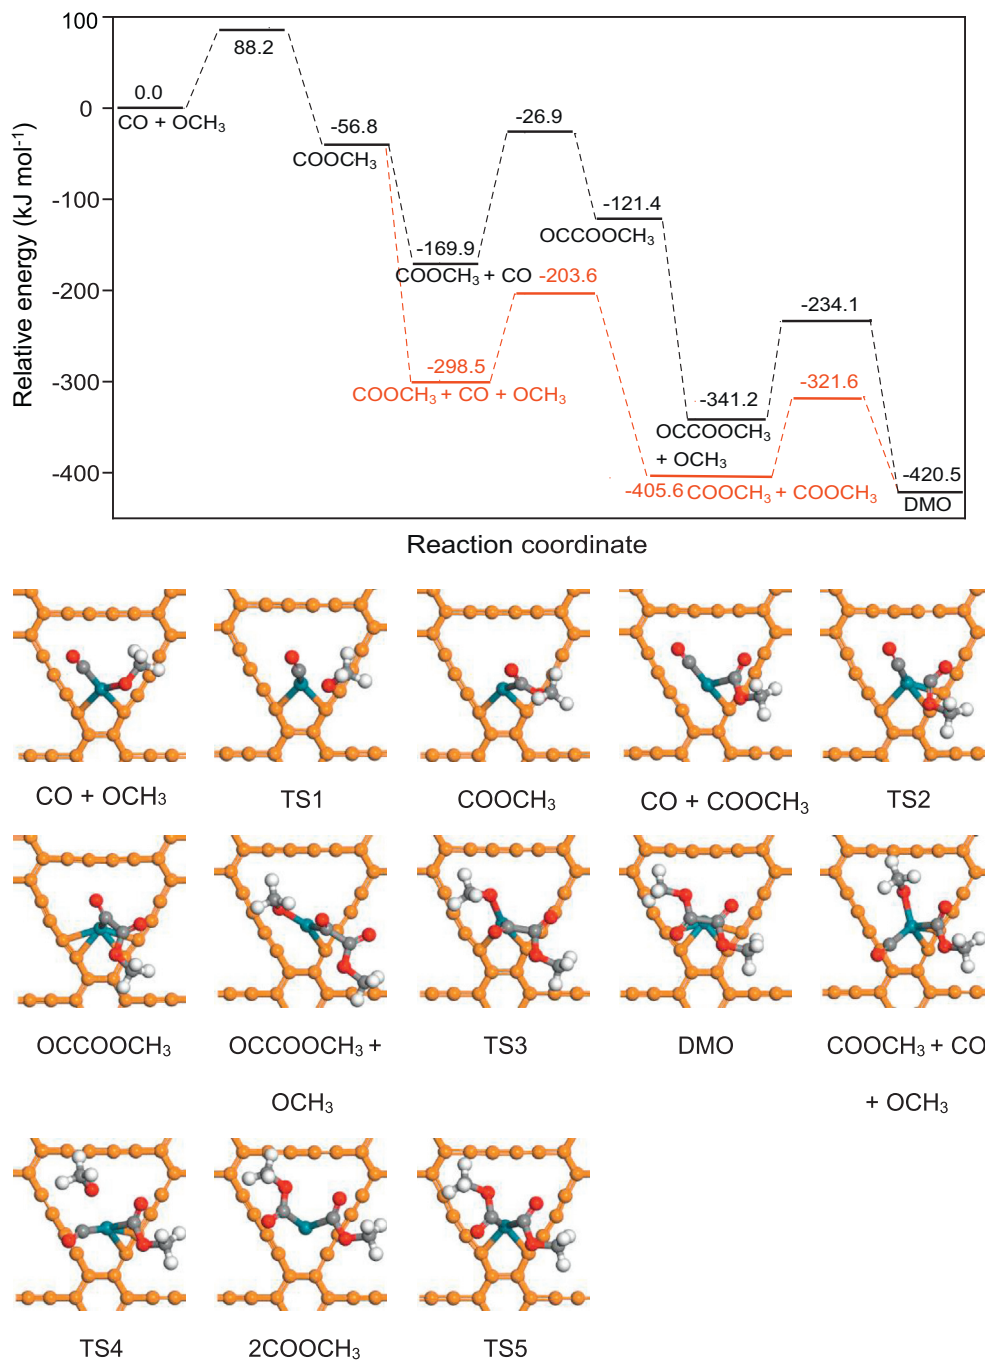 100
0
-100
-200
-300
-400
Relative energy (kJ mol⁻¹)
0.0
CO + OCH₃
88.2
-56.8
COOCH₃
-169.9
COOCH₃ + CO
-26.9
-121.4
OCCOOCH₃
-203.6
-298.5
COOCH₃ + CO + OCH₃
-341.2
OCCOOCH₃
+ OCH₃
-234.1
-321.6
-405.6 COOCH₃ + COOCH₃
-420.5
DMO
Reaction coordinate
CO + OCH₃
TS1
COOCH₃
CO + COOCH₃
TS2
OCCOOCH₃
OCCOOCH₃ +
OCH₃
TS3
DMO
COOCH₃ + CO
+ OCH₃
TS4
2COOCH₃
TS5